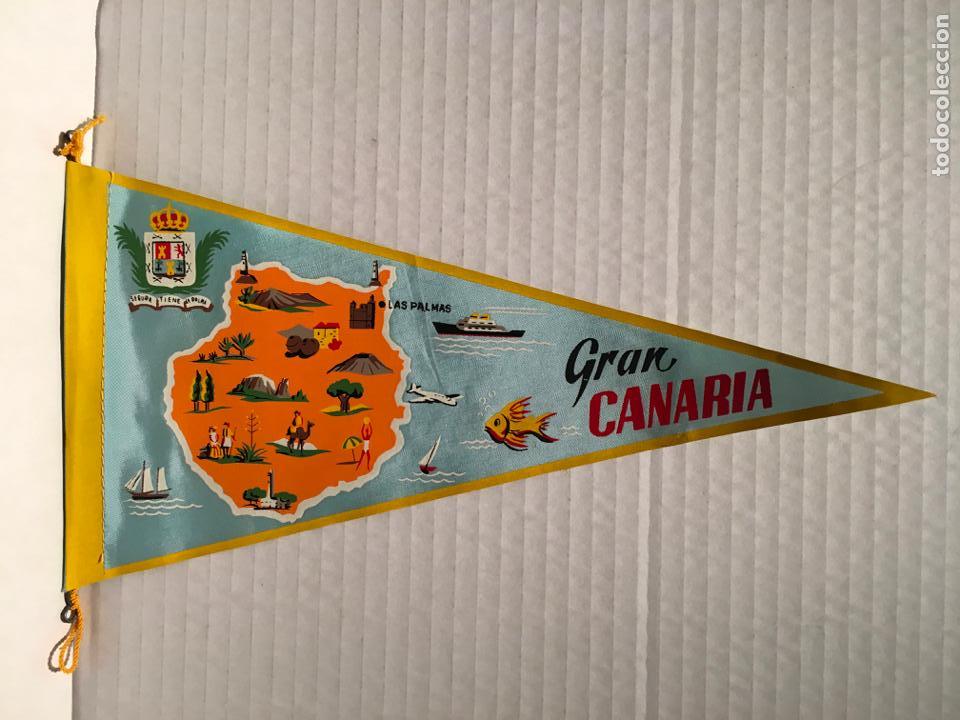 SEGURA TIENE LA PALMA
LAS PALMAS
Gran
CANARIA
todocoleccion